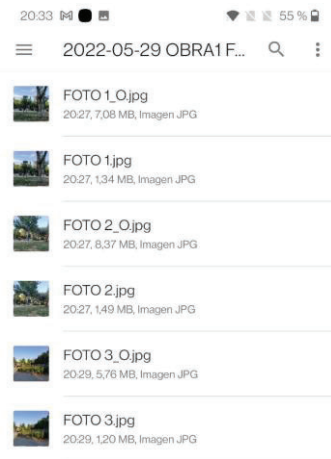 20:33 55 %
2022-05-29 OBRA1 F...
FOTO 1_O.jpg
20:27, 7,08 MB, Imagen JPG
FOTO 1.jpg
20:27, 1,34 MB, Imagen JPG
FOTO 2_O.jpg
20:27, 8,37 MB, Imagen JPG
FOTO 2.jpg
20:27, 1,49 MB, Imagen JPG
FOTO 3_O.jpg
20:29, 5,76 MB, Imagen JPG
FOTO 3.jpg
20:29, 1,20 MB, Imagen JPG